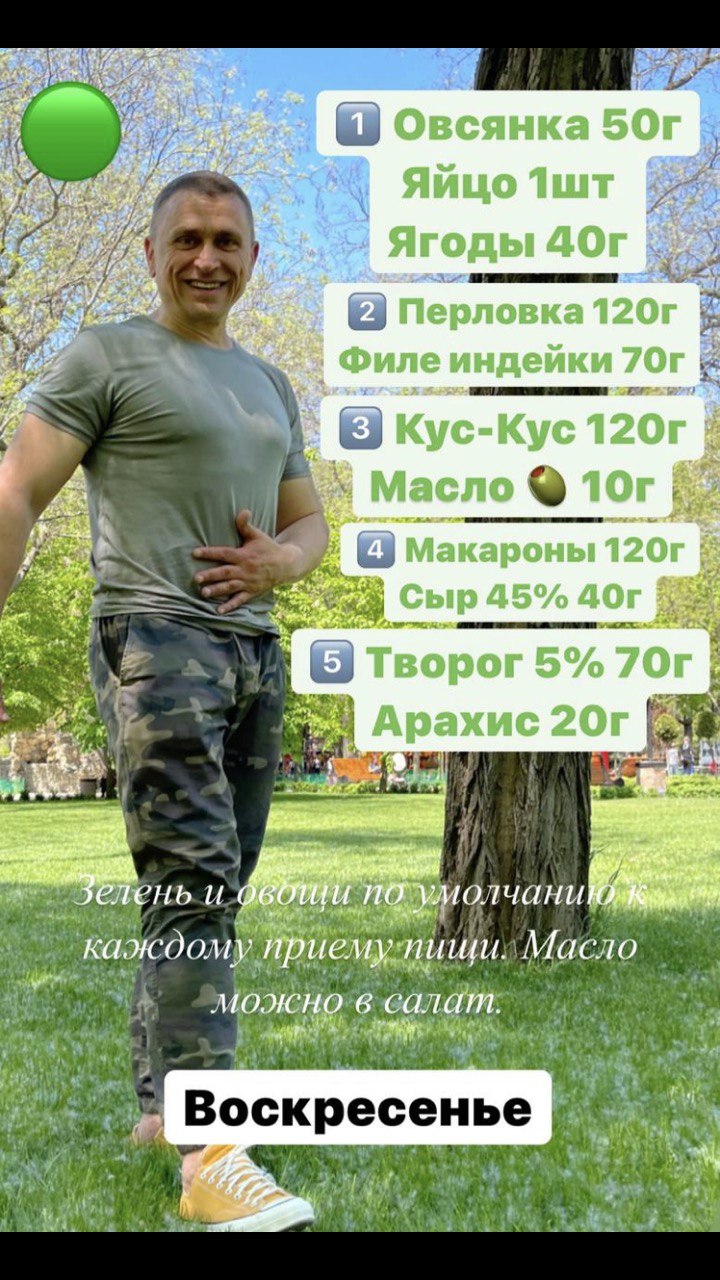 1 Овсянка 50г
Яйцо 1шт
Ягоды 40г
2 Перловка 120г
Филе индейки 70г
3 Кус-Кус 120г
Масло 🫒 10г
4 Макароны 120г
Сыр 45% 40г
5 Творог 5% 70г
Арахис 20г
Зелень и овощи по умолчанию к
каждому приему пищи. Масло
можно в салат.
Воскресенье